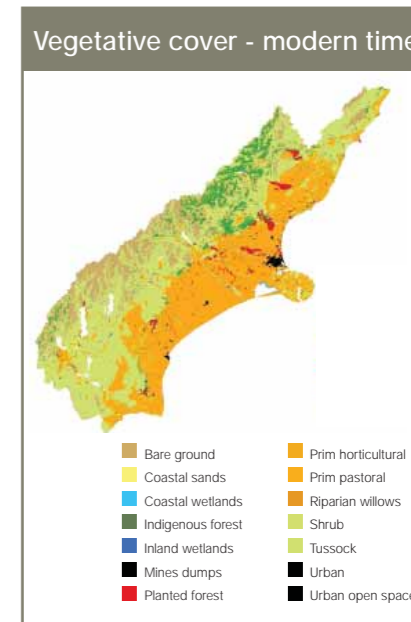 Vegetative cover - modern time
Bare ground
Coastal sands
Coastal wetlands
Indigenous forest
Inland wetlands
Mines dumps
Planted forest
Prim horticultural
Prim pastoral
Riparian willows
Shrub
Tussock
Urban
Urban open space